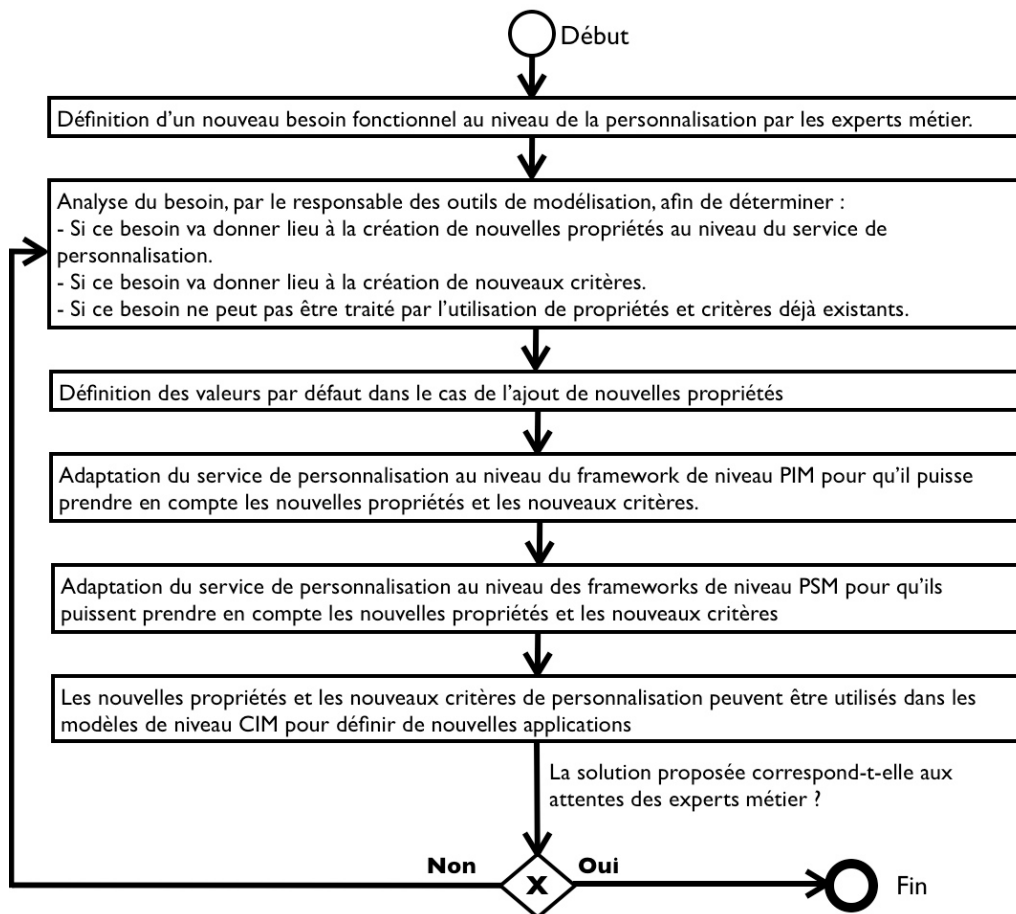 Début
Définition d'un nouveau besoin fonctionnel au niveau de la personnalisation par les experts métier.
Analyse du besoin, par le responsable des outils de modélisation, afin de déterminer :
- Si ce besoin va donner lieu à la création de nouvelles propriétés au niveau du service de
personnalisation.
- Si ce besoin va donner lieu à la création de nouveaux critères.
- Si ce besoin ne peut pas être traité par l'utilisation de propriétés et critères déjà existants.
Définition des valeurs par défaut dans le cas de l'ajout de nouvelles propriétés
Adaptation du service de personnalisation au niveau du framework de niveau PIM pour qu'il puisse
prendre en compte les nouvelles propriétés et les nouveaux critères.
Adaptation du service de personnalisation au niveau des frameworks de niveau PSM pour qu'ils
puissent prendre en compte les nouvelles propriétés et les nouveaux critères
Les nouvelles propriétés et les nouveaux critères de personnalisation peuvent être utilisés dans les
modèles de niveau CIM pour définir de nouvelles applications
La solution proposée correspond-t-elle aux
attentes des experts métier ?
Non
Oui
X
Fin